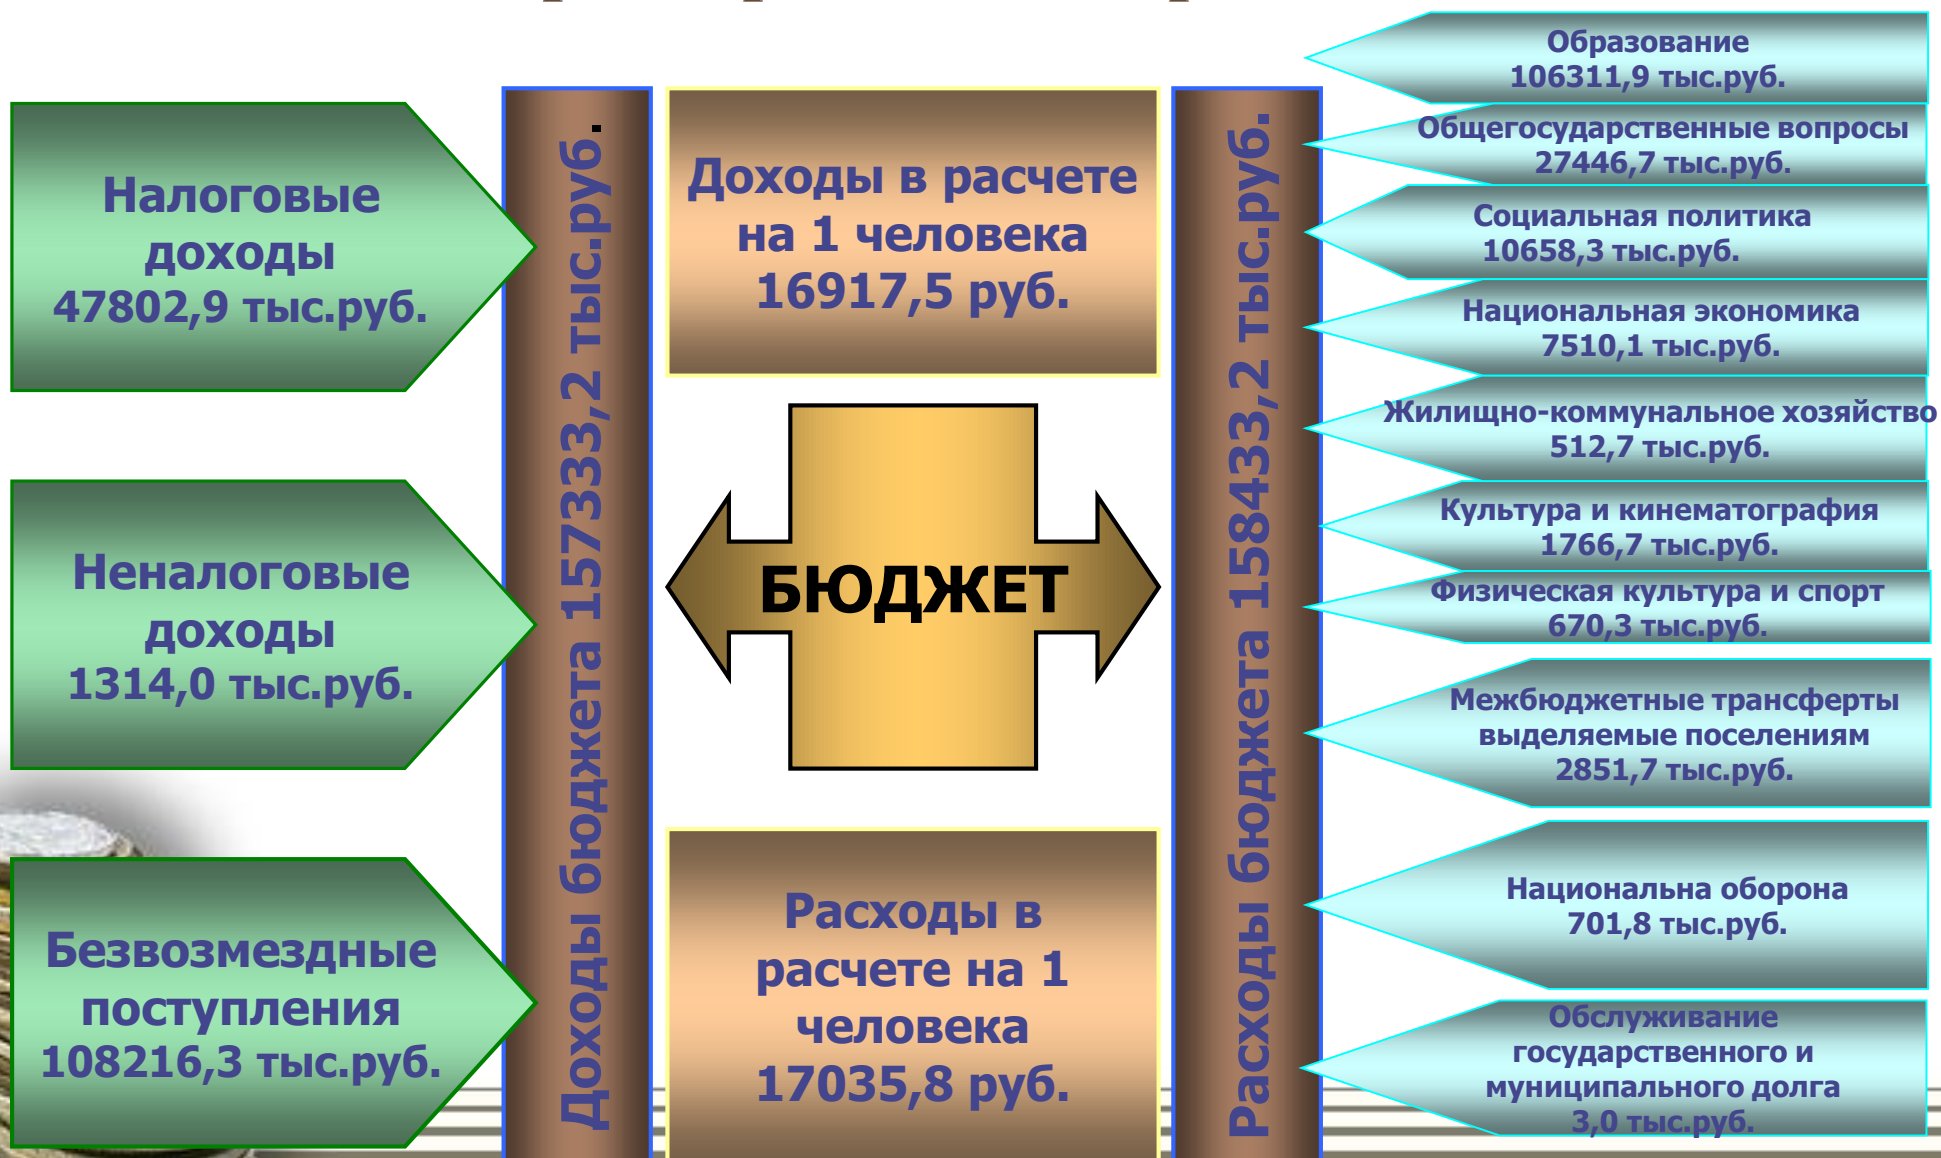 Налоговые
доходы
47802,9 тыс.руб.
Неналоговые
доходы
1314,0 тыс.руб.
Безвозмездные
поступления
108216,3 тыс.руб.
Доходы бюджета 157333,2 тыс.руб.
Доходы в расчете
на 1 человека
16917,5 руб.
БЮДЖЕТ
Расходы в
расчете на 1
человека
17035,8 руб.
Расходы бюджета 158433,2 тыс.руб.
Образование
106311,9 тыс.руб.
Общегосударственные вопросы
27446,7 тыс.руб.
Социальная политика
10658,3 тыс.руб.
Национальная экономика
7510,1 тыс.руб.
Жилищно-коммунальное хозяйство
512,7 тыс.руб.
Культура и кинематография
1766,7 тыс.руб.
Физическая культура и спорт
670,3 тыс.руб.
Межбюджетные трансферты
выделяемые поселениям
2851,7 тыс.руб.
Национальна оборона
701,8 тыс.руб.
Обслуживание
государственного и
муниципального долга
3,0 тыс.руб.